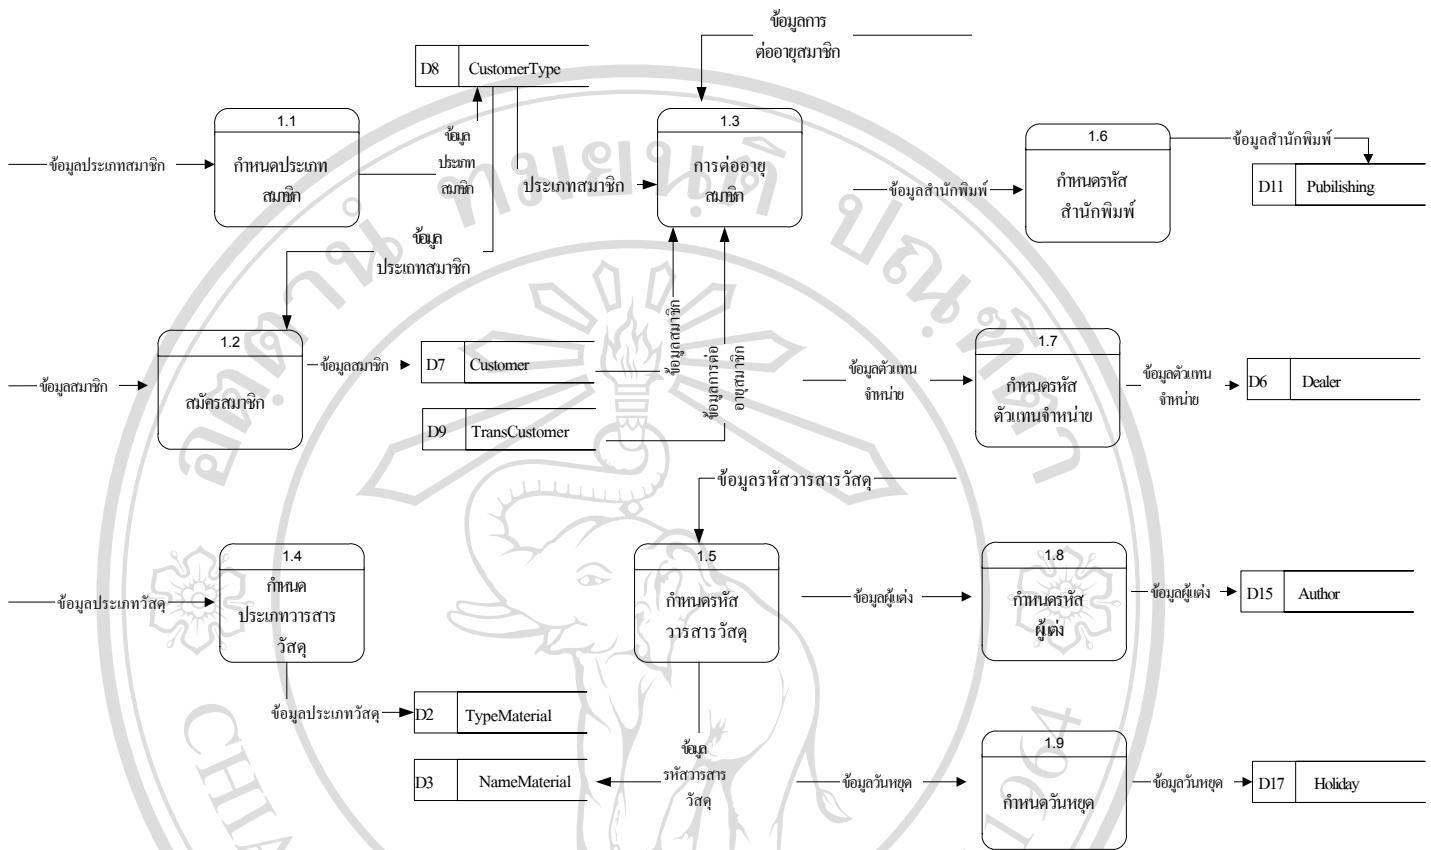 ข้อมูลการ
ต่ออายุสมาชิก
D8 CustomerType
1.1
กำหนดประเภท
สมาชิก
ข้อมูลประเภทสมาชิก
ข้อมูล
ประเภท
สมาชิก
ประเภทสมาชิก
1.3
การต่ออายุ
สมาชิก
1.6
กำหนดรหัส
สำนักพิมพ์
ข้อมูลสำนักพิมพ์
ข้อมูลสำนักพิมพ์
D11 Pubilishing
ข้อมูล
ประเภทสมาชิก
1.2
สมัครสมาชิก
ข้อมูลสมาชิก
ข้อมูลสมาชิก
D7 Customer
D9 TransCustomer
ข้อมูลสมาชิก
ข้อมูลการต่อ
อายุสมาชิก
ข้อมูลตัวแทน
จำหน่าย
1.7
กำหนดรหัส
ตัวแทนจำหน่าย
ข้อมูลตัวแทน
จำหน่าย
D6 Dealer
ข้อมูลรหัสวารสารวัสดุ
1.4
กำหนด
ประเภทวารสาร
วัสดุ
ข้อมูลประเภทวัสดุ
1.5
กำหนดรหัส
วารสารวัสดุ
ข้อมูลผู้แต่ง
1.8
กำหนดรหัส
ผู้แต่ง
ข้อมูลผู้แต่ง
D15 Author
ข้อมูลประเภทวัสดุ
D2 TypeMaterial
D3 NameMaterial
ข้อมูล
รหัสวารสาร
วัสดุ
ข้อมูลวันหยุด
1.9
กำหนดวันหยุด
ข้อมูลวันหยุด
D17 Holiday
CHIA
1964